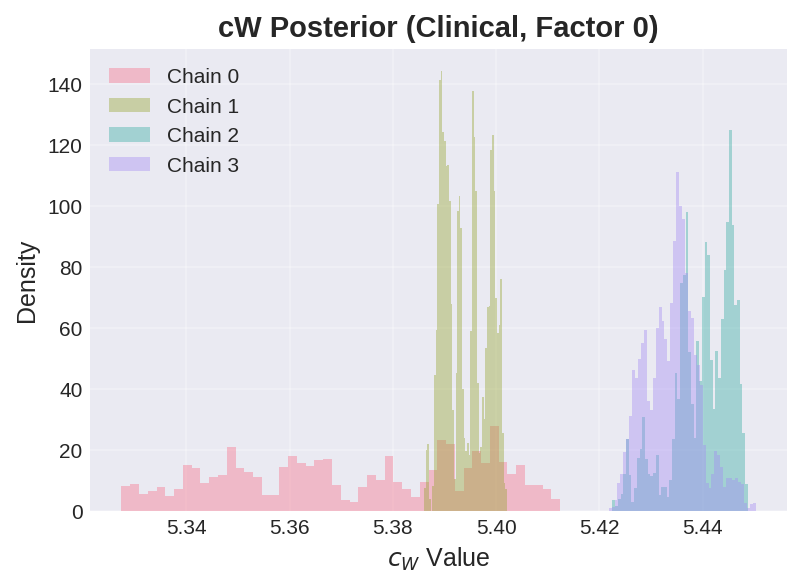 cW Posterior (Clinical, Factor 0)
Chain 0
Chain 1
Chain 2
Chain 3
Density
140
120
100
80
60
40
20
0
5.34
5.36
5.38
5.40
5.42
5.44
c_W Value